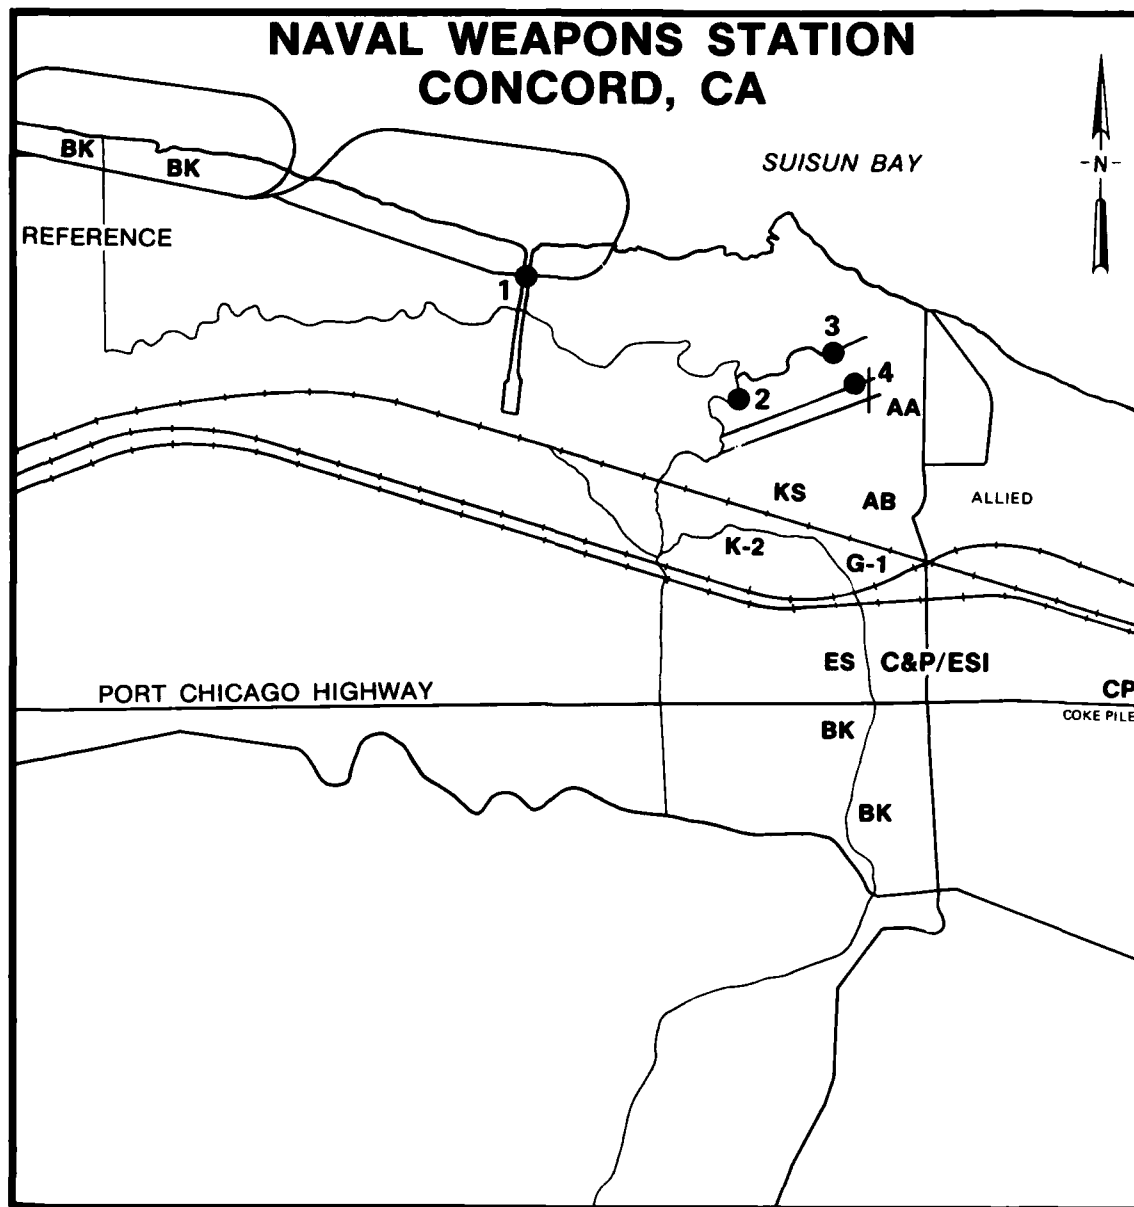 NAVAL WEAPONS STATION
CONCORD, CA
SUISUN BAY
-N-
BK
BK
REFERENCE
1
3
4
2
AA
KS
AB
ALLIED
K-2
G-1
ES
C&P/ESI
PORT CHICAGO HIGHWAY
CP
COKE PILE
BK
BK